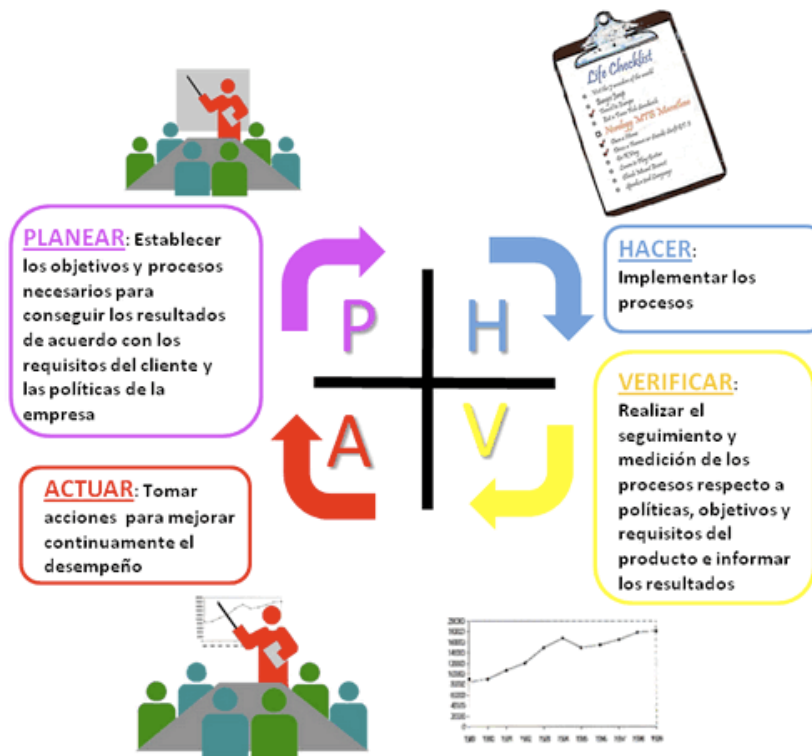 Life Checklist
PLANEAR: Establecer
los objetivos y procesos
necesarios para
conseguir los resultados
de acuerdo con los
requisitos del cliente y
las políticas de la
empresa
P
H
HACER:
Implementar los
procesos
A
V
VERIFICAR:
Realizar el
seguimiento y
medición de los
procesos respecto a
políticas, objetivos y
requisitos del
producto e informar
los resultados
ACTUAR: Tomar
acciones para mejorar
continuamente el
desempeño